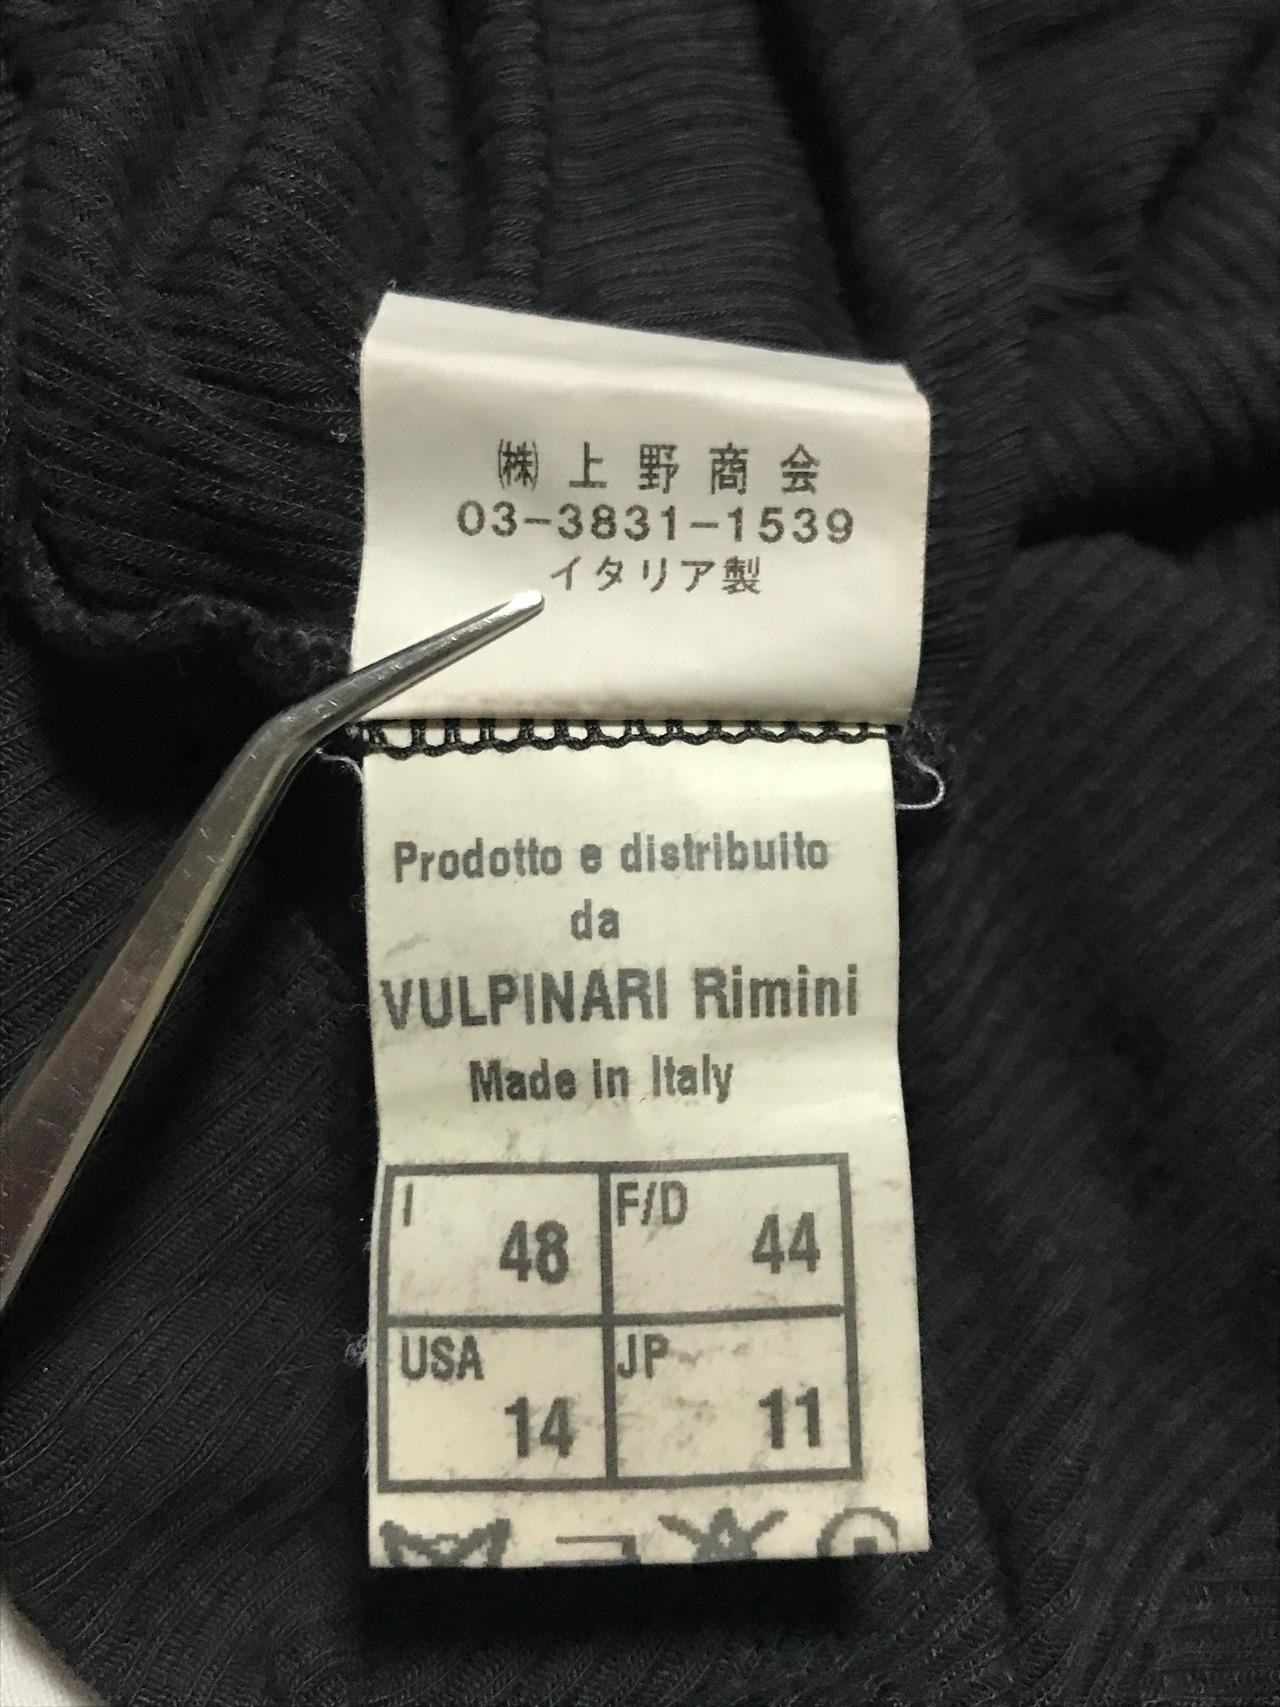 ㈱ 上野商会
03-3831-1539
イタリア製
Prodotto e distribuito
da
VULPINARI Rimini
Made in Italy
I 48 F/D 44
USA 14 JP 11